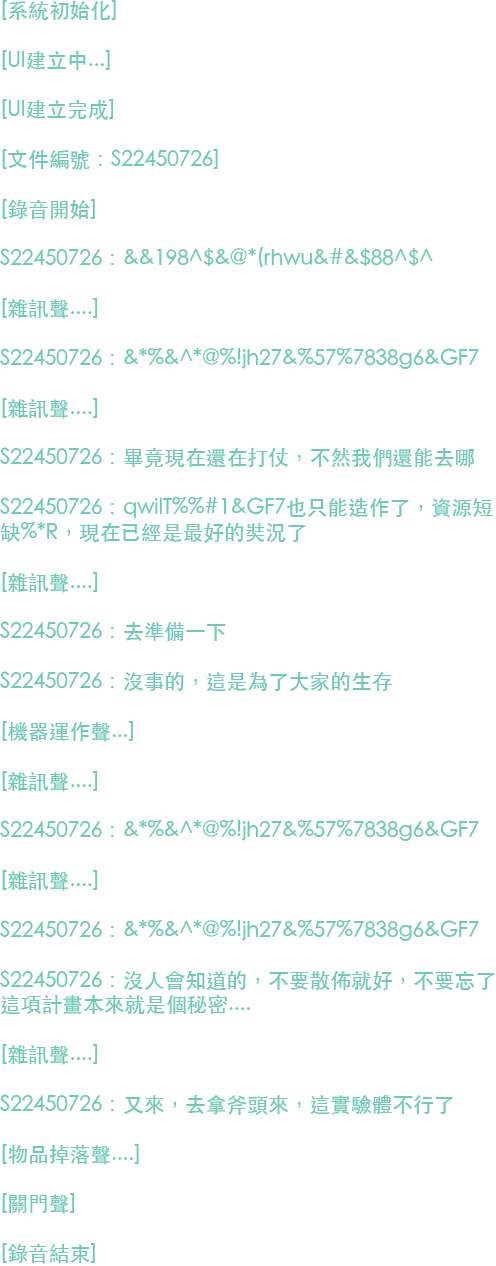 [系統初始化]
[UI建立中...]
[UI建立完成]
[文件編號：S22450726]
[錄音開始]
S22450726：&&198^$&@*(rhwu&#&$88^$^
[雜訊聲....]
S22450726：&*%&^*@%!jh27&%57%7838g6&GF7
[雜訊聲....]
S22450726：畢竟現在還在打仗，不然我們還能去哪
S22450726：qwilT%%#1&GF7也只能造作了，資源短
缺%*R，現在已經是最好的奘況了
[雜訊聲....]
S22450726：去準備一下
S22450726：沒事的，這是為了大家的生存
[機器運作聲...]
[雜訊聲....]
S22450726：&*%&^*@%!jh27&%57%7838g6&GF7
[雜訊聲....]
S22450726：&*%&^*@%!jh27&%57%7838g6&GF7
S22450726：沒人會知道的，不要散佈就好，不要忘了
這項計畫本來就是個秘密....
[雜訊聲....]
S22450726：又來，去拿斧頭來，這實驗體不行了
[物品掉落聲....]
[關門聲]
[錄音結束]